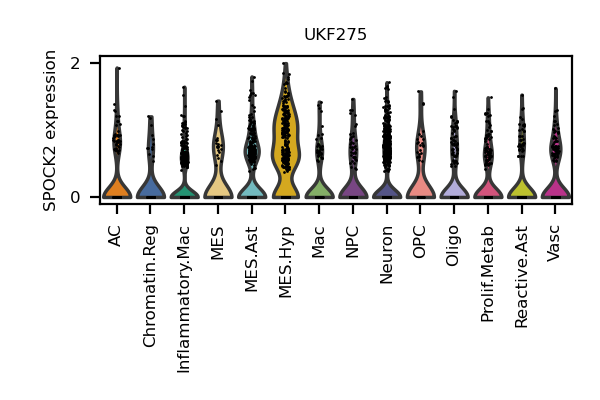 UKF275
SPOCK2 expression
2
0
AC
Chromatin.Reg
Inflammatory.Mac
MES
MES.Ast
MES.Hyp
Mac
NPC
Neuron
OPC
Oligo
Prolif.Metab
Reactive.Ast
Vasc